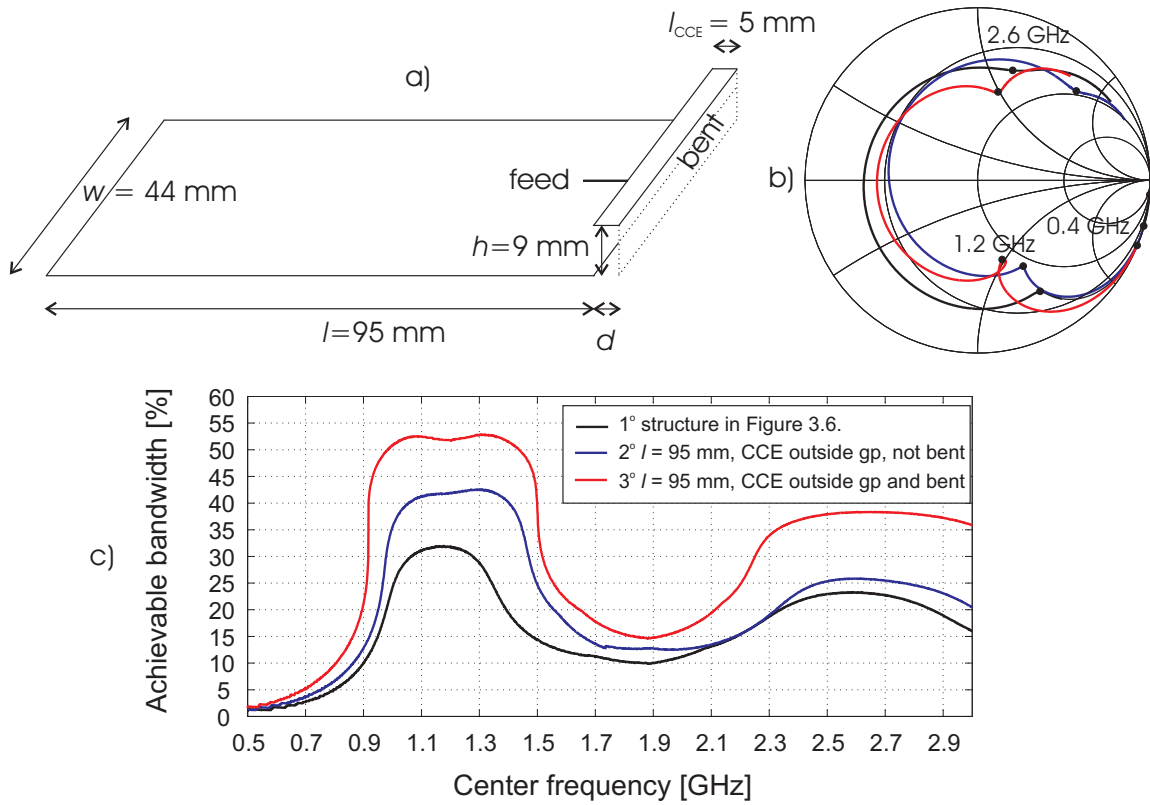 a)
lCCE = 5 mm
bent
feed
w = 44 mm
h=9 mm
l=95 mm
d
b)
2.6 GHz
0.4 GHz
1.2 GHz
c)
Achievable bandwidth [%]
60
55
50
45
40
35
30
25
20
15
10
5
0
1° structure in Figure 3.6.
2° l = 95 mm, CCE outside gp, not bent
3° l = 95 mm, CCE outside gp and bent
0.5 0.7 0.9 1.1 1.3 1.5 1.7 1.9 2.1 2.3 2.5 2.7 2.9
Center frequency [GHz]